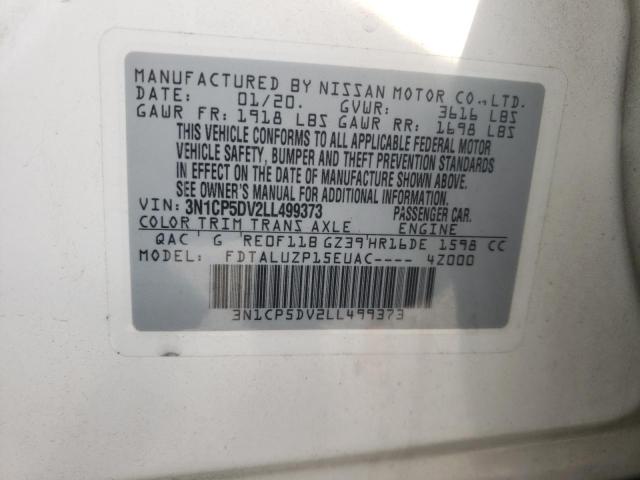 MANUFACTURED BY NISSAN MOTOR CO., LTD.
DATE: 01/20. GVWR: 3616 LBS
GAWR FR: 1918 LBS GAWR RR: 1698 LBS
THIS VEHICLE CONFORMS TO ALL APPLICABLE FEDERAL MOTOR
VEHICLE SAFETY, BUMPER AND THEFT PREVENTION STANDARDS
IN EFFECT ON THE DATE OF MANUFACTURE SHOWN ABOVE.
SEE OWNER'S MANUAL FOR ADDITIONAL INFORMATION.
VIN: 3N1CP5DV2LL499373 PASSENGER CAR.
COLOR TRIM TRANS AXLE ENGINE
QAC G RE0F11B GZ39 HR16DE 1598 CC
MODEL: FDTALUZP15EUAC---- 4Z000
3N1CP5DV2LL499373